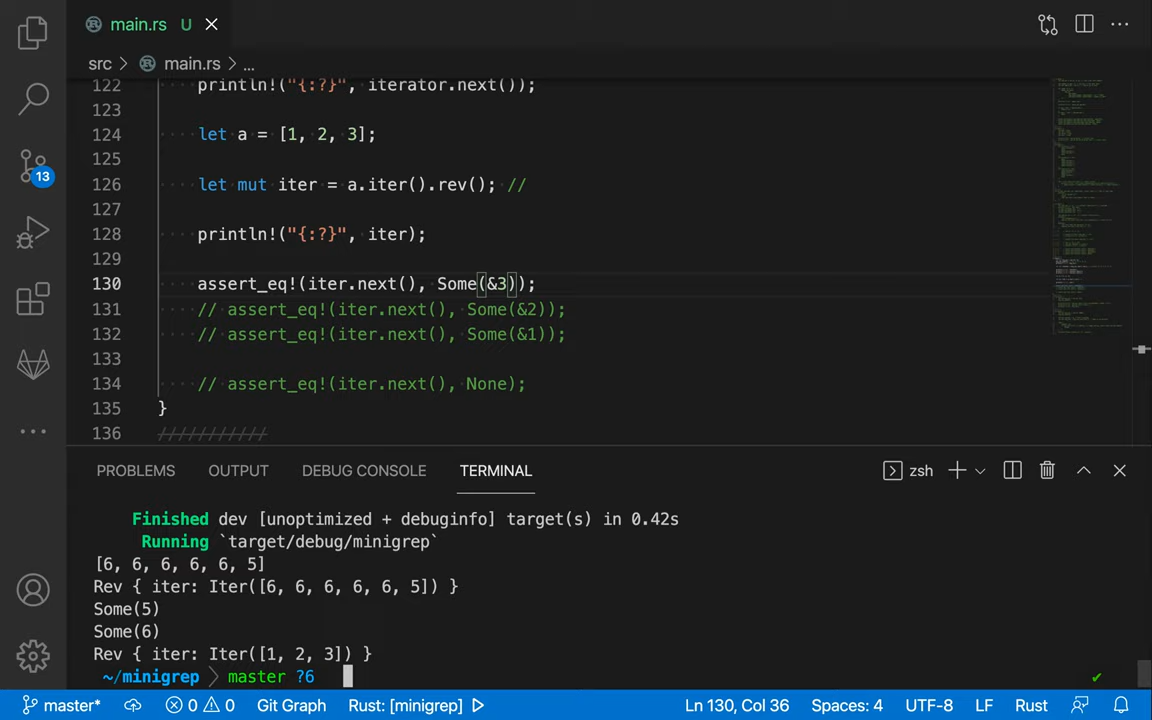 main.rs U
src > main.rs > ...
122 println!("{:?}", iterator.next());
123
124 let a = [1, 2, 3];
125
126 let mut iter = a.iter().rev(); //
127
128 println!("{:?}", iter);
129
130 assert_eq!(iter.next(), Some(&3));
131 // assert_eq!(iter.next(), Some(&2));
132 // assert_eq!(iter.next(), Some(&1));
133
134 // assert_eq!(iter.next(), None);
135 }
136 ///////////
13
PROBLEMS OUTPUT DEBUG CONSOLE TERMINAL zsh
Finished dev [unoptimized + debuginfo] target(s) in 0.42s
Running `target/debug/minigrep`
[6, 6, 6, 6, 6, 5]
Rev { iter: Iter([6, 6, 6, 6, 6, 5]) }
Some(5)
Some(6)
Rev { iter: Iter([1, 2, 3]) }
~/minigrep > master ?6 ✔
master* 0 0 Git Graph Rust: [minigrep] Ln 130, Col 36 Spaces: 4 UTF-8 LF Rust